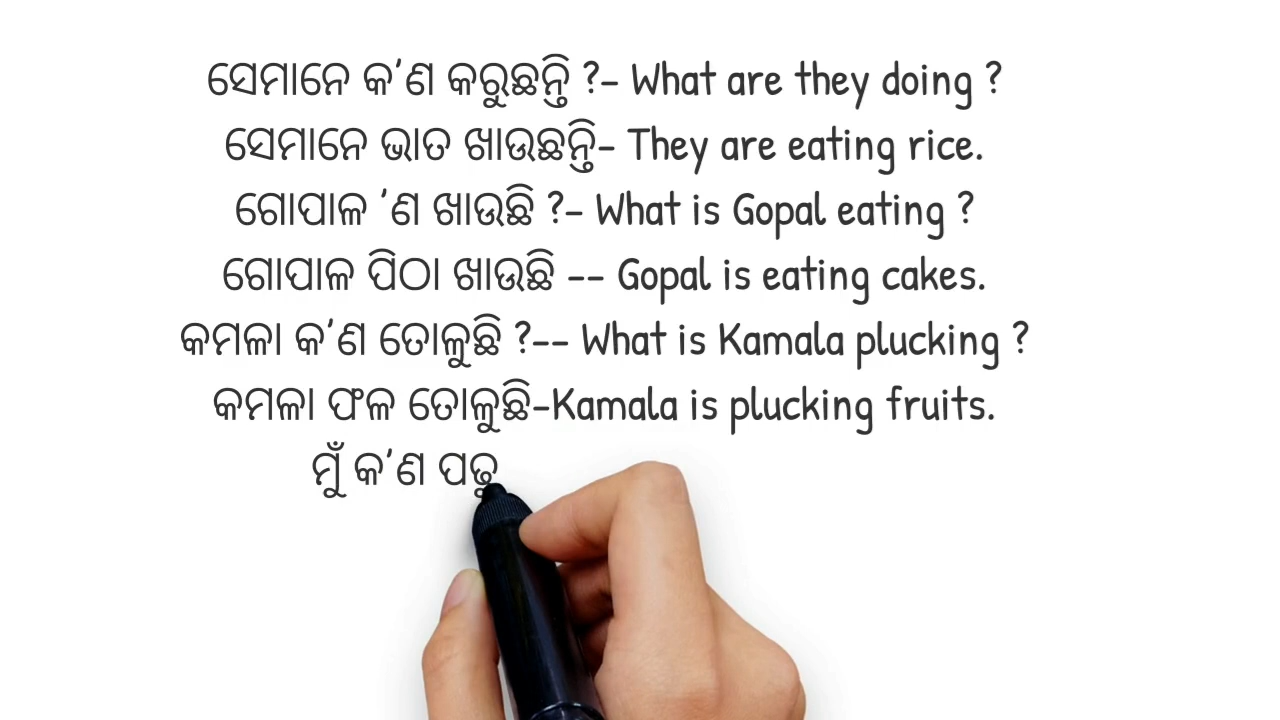 ସେମାନେ କ'ଣ କରୁଛନ୍ତି ?- What are they doing ?
ସେମାନେ ଭାତ ଖାଉଛନ୍ତି- They are eating rice.
ଗୋପାଳ 'ଣ ଖାଉଛି ?- What is Gopal eating ?
ଗୋପାଳ ପିଠା ଖାଉଛି -- Gopal is eating cakes.
କମଳା କ'ଣ ତୋଳୁଛି ?-- What is Kamala plucking ?
କମଳା ଫଳ ତୋଳୁଛି-Kamala is plucking fruits.
ମୁଁ କ'ଣ ପଢୁ